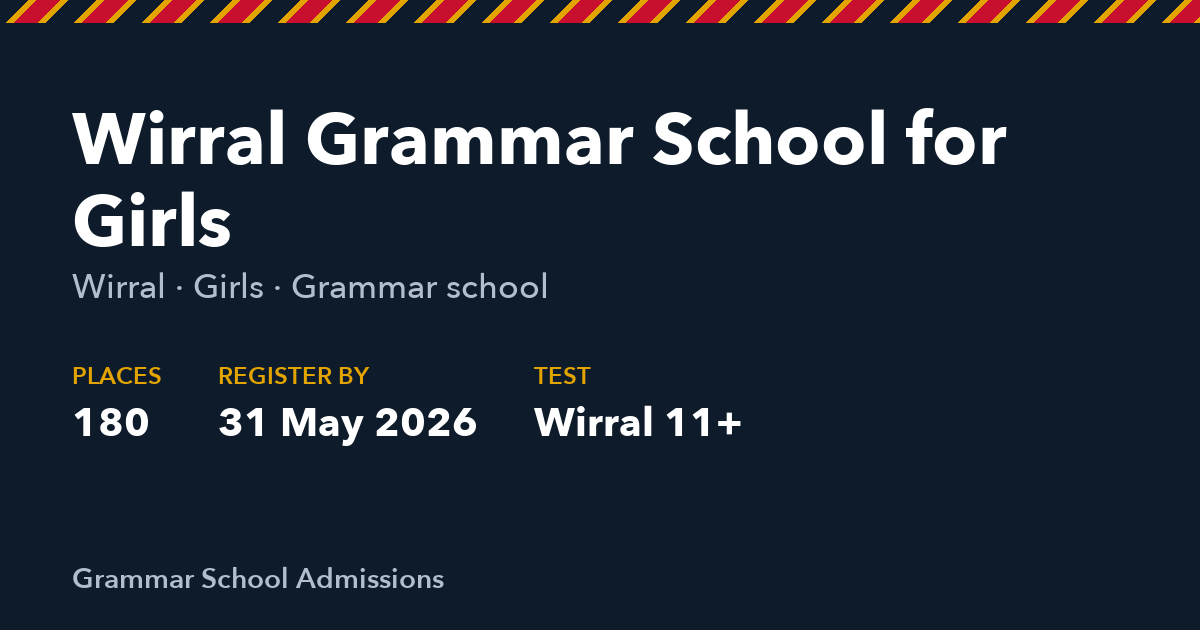 Wirral Grammar School for
Girls
Wirral · Girls · Grammar school
PLACES REGISTER BY TEST
180 31 May 2026 Wirral 11+
Grammar School Admissions